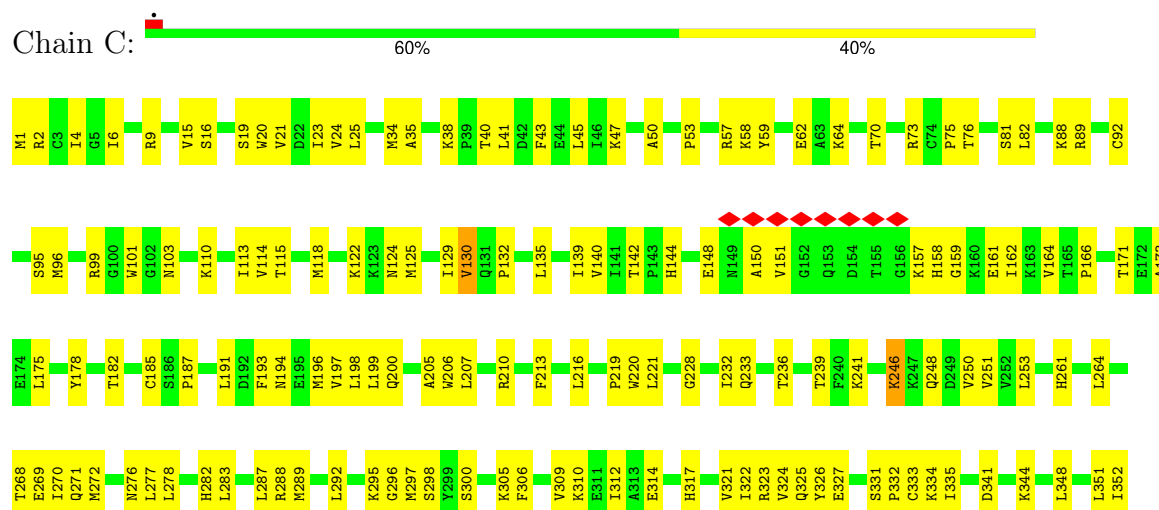 Chain C:
60% 40%
M1 R2 C3 I4 G5 I6 R9 V15 S16 S19 W20 V21 D22 I23 V24 L25 M34 A35 K38 P39 T40 L41 D42 F43 E44 L45 I46 K47 A50 P53 R57 K58 Y59 E62 A63 K64 T70 R73 C74 P75 T76 S81 L82 K88 R89 C92
S95 M96 R99 G100 W101 G102 N103 K110 I113 V114 T115 M118 K122 K123 N124 M125 I129 V130 Q131 P132 L135 I139 V140 I141 T142 P143 H144 E148 N149 A150 V151 G152 Q153 D154 T155 G156 K157 H158 G159 K160 E161 I162 K163 V164 T165 P166 T171 E172
E174 L175 Y178 T182 C185 S186 P187 L191 D192 F193 N194 E195 M196 V197 L198 L199 Q200 A205 W206 L207 R210 F213 L216 P219 W220 L221 G228 I232 Q233 T236 T239 F240 K241 K246 K247 Q248 D249 V250 V251 V252 L253 H261 L264
T268 E269 I270 Q271 M272 N276 L277 L278 H282 L283 L287 R288 M289 L292 K295 G296 M297 S298 Y299 S300 K305 F306 V309 K310 E311 I312 A313 E314 H317 V321 I322 R323 V324 Q325 Y326 E327 S331 P332 C333 K334 I335 D341 K344 L348 L351 I352